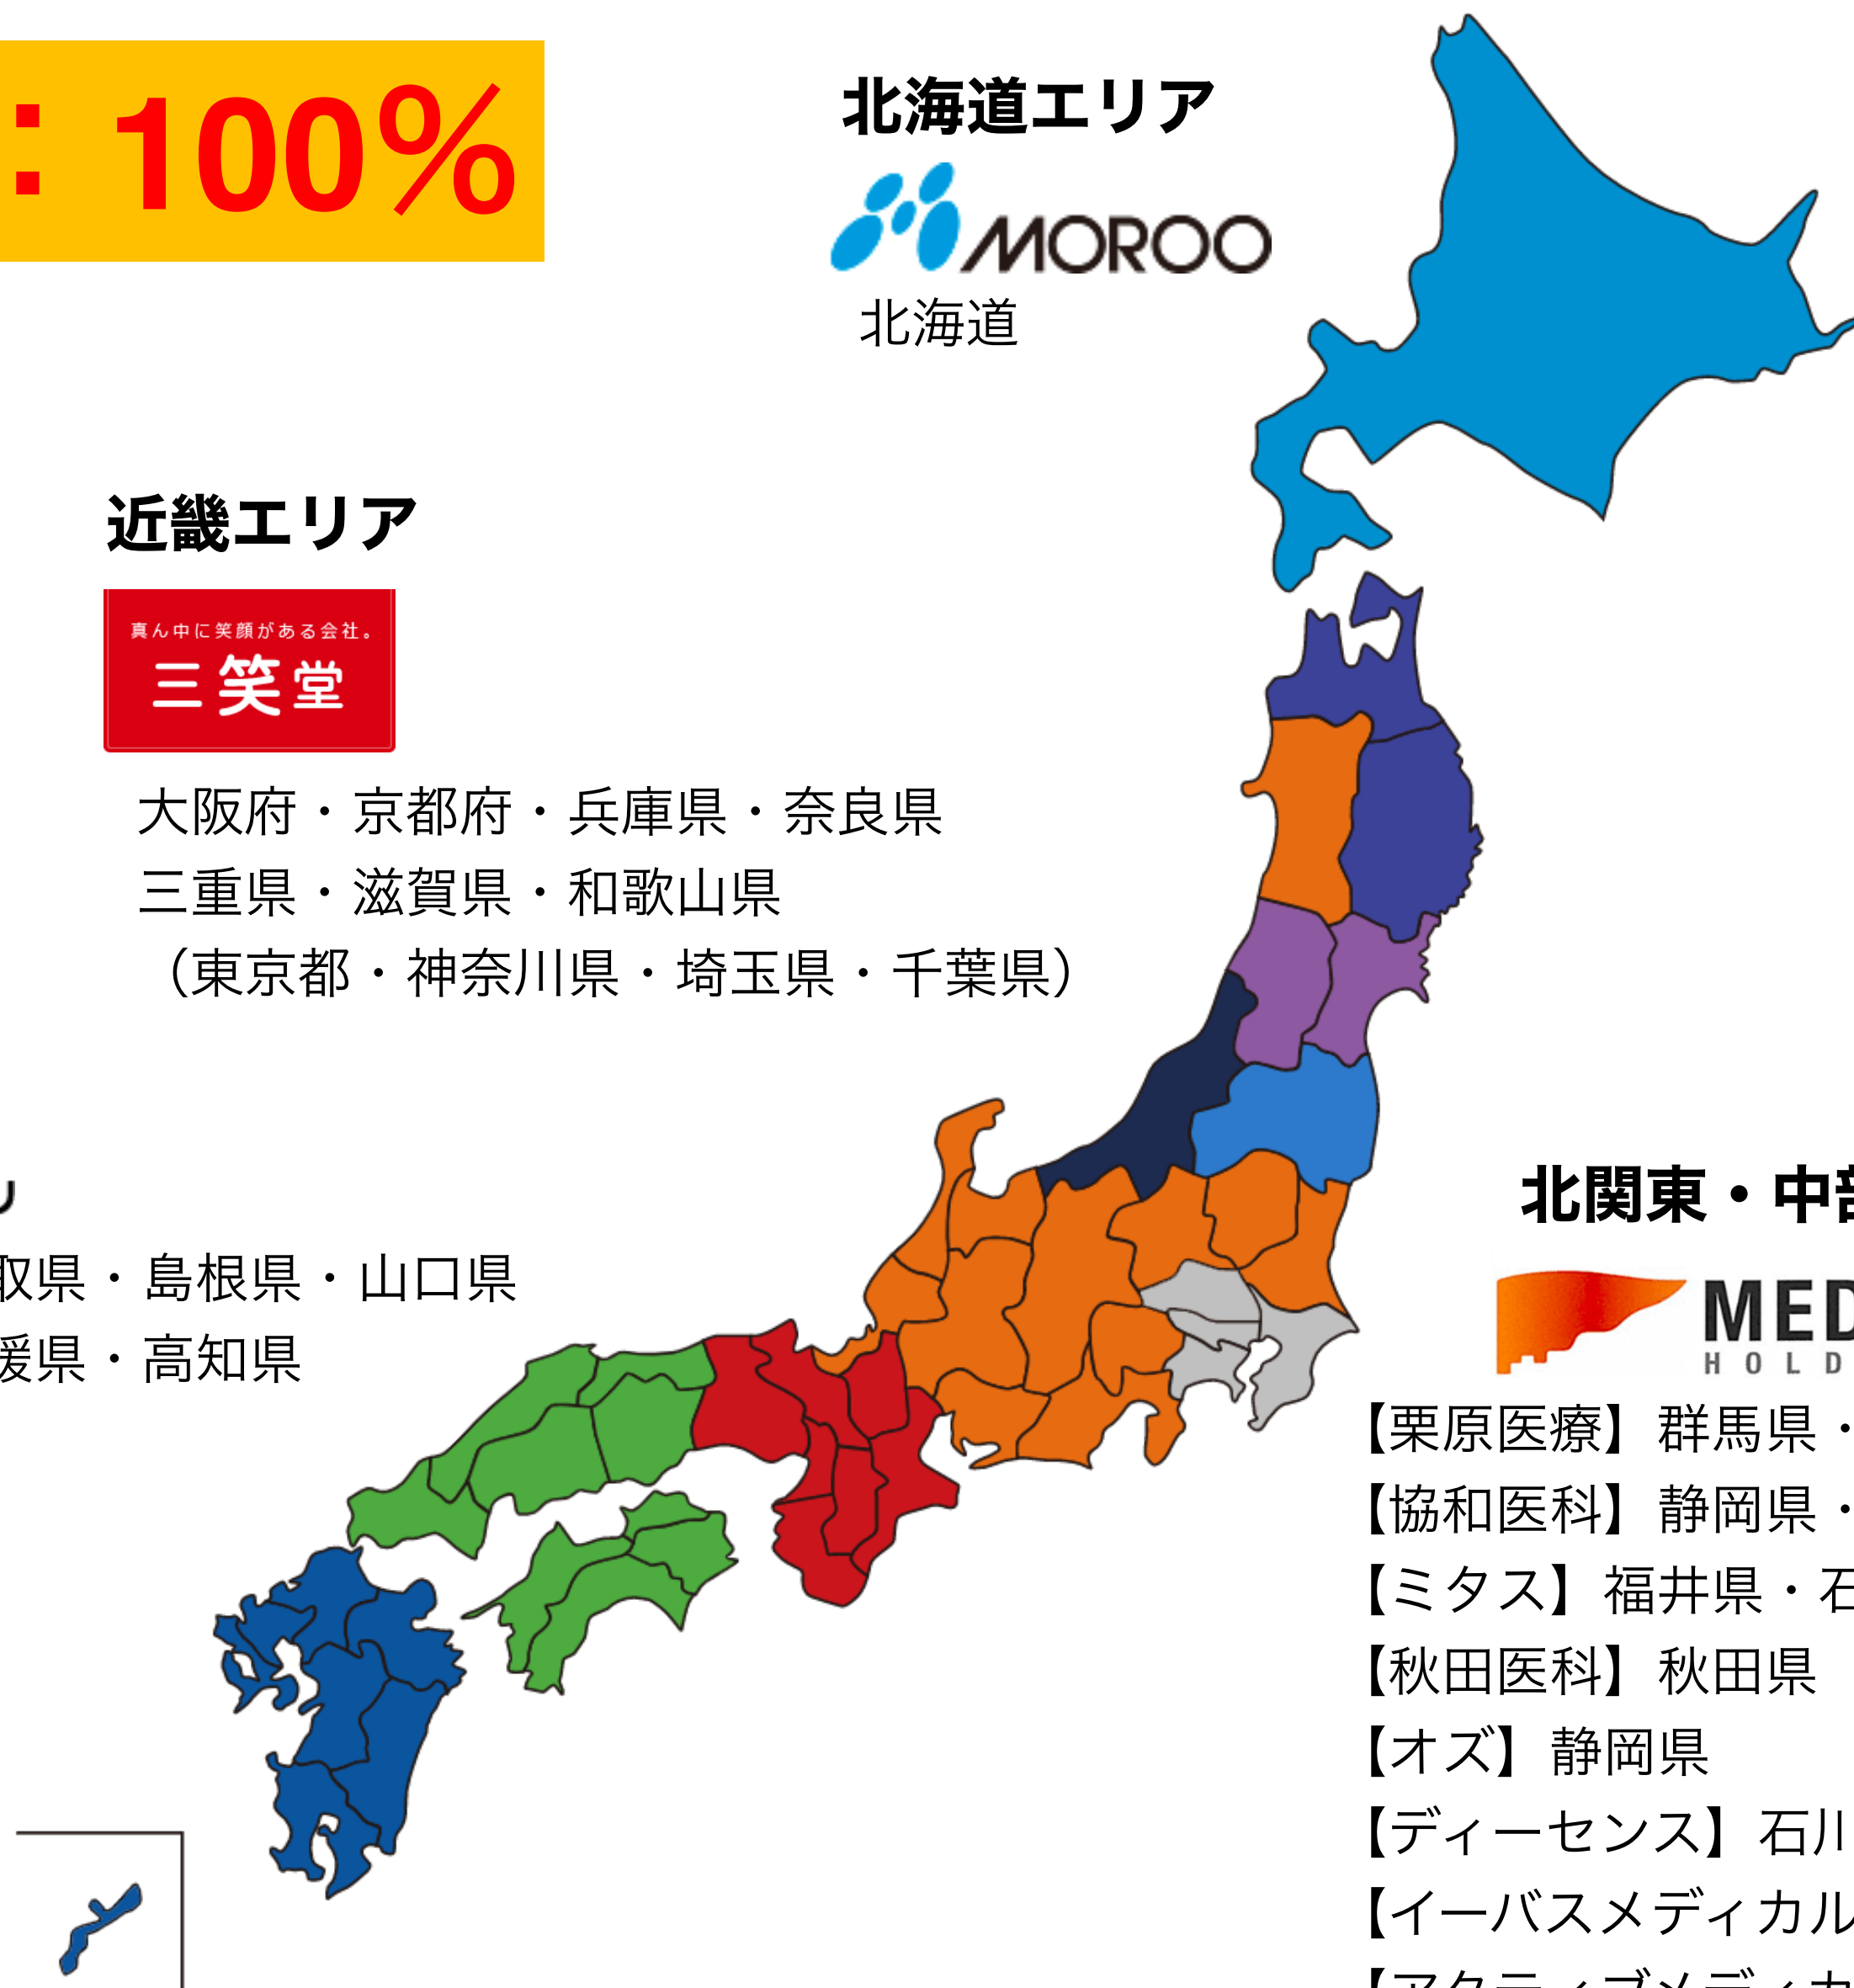 ：100％
北海道エリア
MOROO
北海道
近畿エリア
真ん中に笑顔がある会社。
三笑堂
大阪府・京都府・兵庫県・奈良県
三重県・滋賀県・和歌山県
（東京都・神奈川県・埼玉県・千葉県）
県・島根県・山口県
県・高知県
北関東・中
MED
HOLD
【栗原医療】群馬県・
【協和医科】静岡県・
【ミタス】福井県・石
【秋田医科】秋田県
【オズ】静岡県
【ディーセンス】石川
【イーバスメディカル